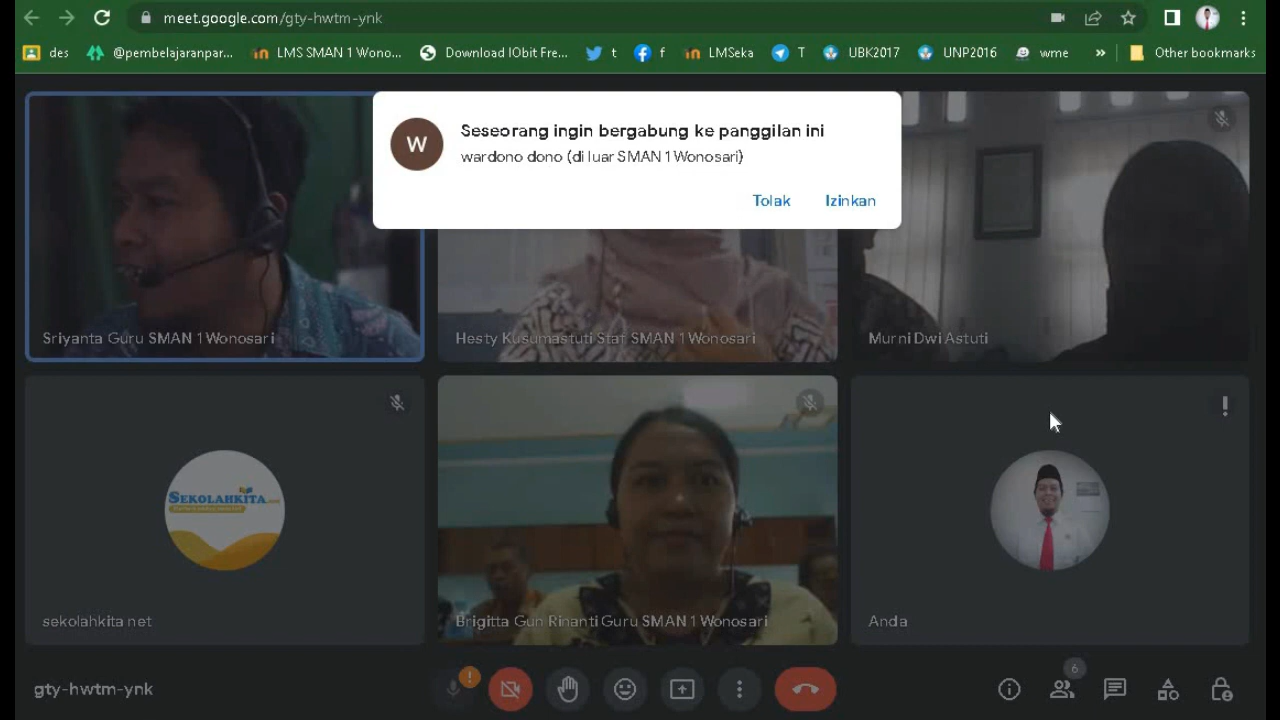 meet.google.com/gty-hwtm-ynk
des @pembelajaranpar... LMS SMAN 1 Wono... Download IObit Fre... t f LMSeka T UBK2017 UNP2016 wme » Other bookmarks
W
Seseorang ingin bergabung ke panggilan ini
wardono dono (di luar SMAN 1 Wonosari)
Tolak Izinkan
Sriyanta Guru SMAN 1 Wonosari
Hesty Kusumastuti Staf SMAN 1 Wonosari
Murni Dwi Astuti
SEKOLAHKITA
sekolahkita net
Brigitta Gun Rinanti Guru SMAN 1 Wonosari
Anda
gty-hwtm-ynk
6